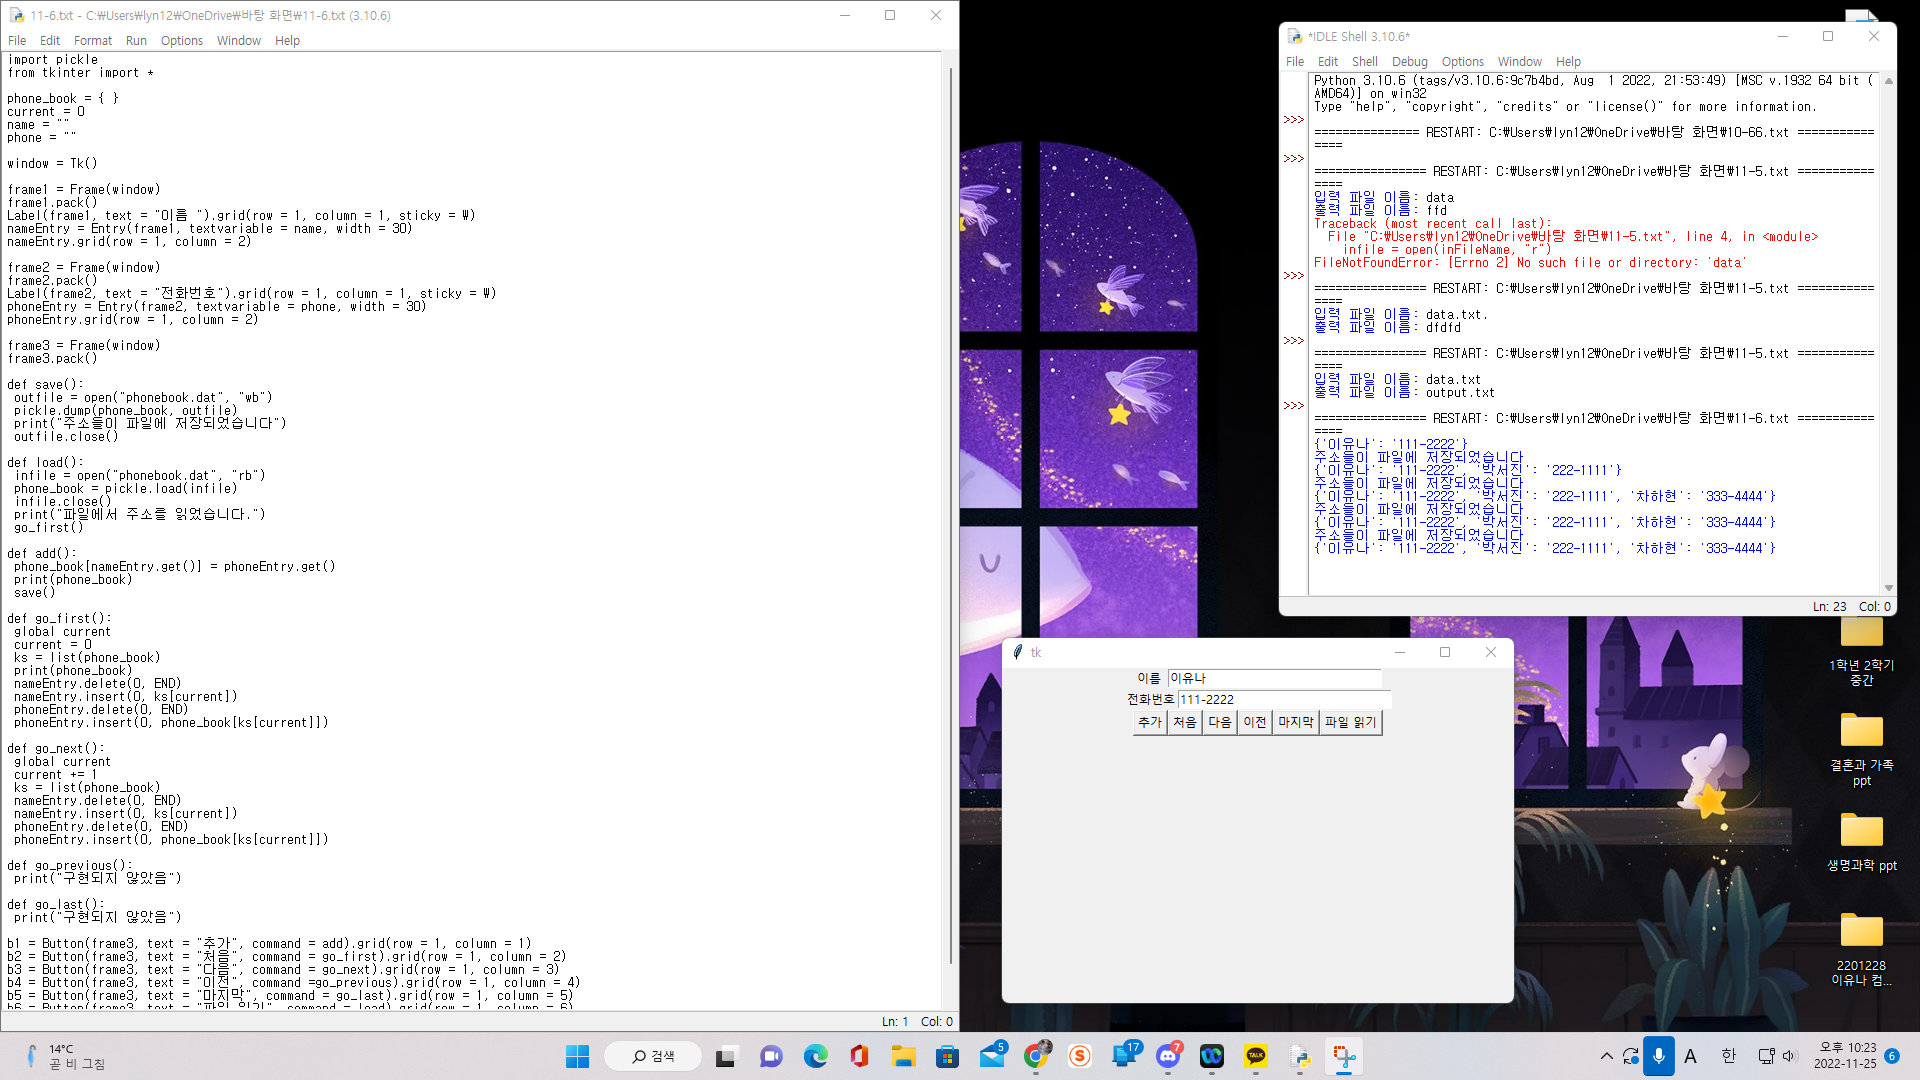 11-6.txt - C:₩Users₩lyn12₩OneDrive₩바탕 화면₩11-6.txt (3.10.6)
File Edit Format Run Options Window Help
import pickle
from tkinter import *
phone_book = { }
current = 0
name = ""
phone = ""
window = Tk()
frame1 = Frame(window)
frame1.pack()
Label(frame1, text = "이름 ").grid(row = 1, column = 1, sticky = W)
nameEntry = Entry(frame1, textvariable = name, width = 30)
nameEntry.grid(row = 1, column = 2)
frame2 = Frame(window)
frame2.pack()
Label(frame2, text = "전화번호").grid(row = 1, column = 1, sticky = W)
phoneEntry = Entry(frame2, textvariable = phone, width = 30)
phoneEntry.grid(row = 1, column = 2)
frame3 = Frame(window)
frame3.pack()
def save():
 outfile = open("phonebook.dat", "wb")
 pickle.dump(phone_book, outfile)
 print("주소들이 파일에 저장되었습니다")
 outfile.close()
def load():
 infile = open("phonebook.dat", "rb")
 phone_book = pickle.load(infile)
 infile.close()
 print("파일에서 주소를 읽었습니다.")
 go_first()
def add():
 phone_book[nameEntry.get()] = phoneEntry.get()
 print(phone_book)
 save()
def go_first():
 global current
 current = 0
 ks = list(phone_book)
 print(phone_book)
 nameEntry.delete(0, END)
 nameEntry.insert(0, ks[current])
 phoneEntry.delete(0, END)
 phoneEntry.insert(0, phone_book[ks[current]])
def go_next():
 global current
 current += 1
 ks = list(phone_book)
 nameEntry.delete(0, END)
 nameEntry.insert(0, ks[current])
 phoneEntry.delete(0, END)
 phoneEntry.insert(0, phone_book[ks[current]])
def go_previous():
 print("구현되지 않았음")
def go_last():
 print("구현되지 않았음")
b1 = Button(frame3, text = "추가", command = add).grid(row = 1, column = 1)
b2 = Button(frame3, text = "처음", command = go_first).grid(row = 1, column = 2)
b3 = Button(frame3, text = "다음", command = go_next).grid(row = 1, column = 3)
b4 = Button(frame3, text = "이전", command =go_previous).grid(row = 1, column = 4)
b5 = Button(frame3, text = "마지막", command = go_last).grid(row = 1, column = 5)
b6 = Button(frame3, text = "파일 읽기", command = load).grid(row = 1, column = 6)
Ln: 1 Col: 0
*IDLE Shell 3.10.6*
File Edit Shell Debug Options Window Help
Python 3.10.6 (tags/v3.10.6:9c7b4bd, Aug  1 2022, 21:53:49) [MSC v.1932 64 bit (
AMD64)] on win32
Type "help", "copyright", "credits" or "license()" for more information.
>>>
=============== RESTART: C:₩Users₩lyn12₩OneDrive₩바탕 화면₩10-66.txt ===========
====
>>>
================ RESTART: C:₩Users₩lyn12₩OneDrive₩바탕 화면₩11-5.txt ===========
====
입력 파일 이름: data
출력 파일 이름: ffd
Traceback (most recent call last):
  File "C:₩Users₩lyn12₩OneDrive₩바탕 화면₩11-5.txt", line 4, in <module>
    infile = open(inFileName, "r")
FileNotFoundError: [Errno 2] No such file or directory: 'data'
>>>
================ RESTART: C:₩Users₩lyn12₩OneDrive₩바탕 화면₩11-5.txt ===========
====
입력 파일 이름: data.txt.
출력 파일 이름: dfdfd
>>>
================ RESTART: C:₩Users₩lyn12₩OneDrive₩바탕 화면₩11-5.txt ===========
====
입력 파일 이름: data.txt
출력 파일 이름: output.txt
>>>
================ RESTART: C:₩Users₩lyn12₩OneDrive₩바탕 화면₩11-6.txt ===========
====
{'이유나': '111-2222'}
주소들이 파일에 저장되었습니다
{'이유나': '111-2222', '박서진': '222-1111'}
주소들이 파일에 저장되었습니다
{'이유나': '111-2222', '박서진': '222-1111', '차하현': '333-4444'}
주소들이 파일에 저장되었습니다
{'이유나': '111-2222', '박서진': '222-1111', '차하현': '333-4444'}
주소들이 파일에 저장되었습니다
{'이유나': '111-2222', '박서진': '222-1111', '차하현': '333-4444'}
Ln: 23 Col: 0
tk
이름 이유나
전화번호 111-2222
추가 처음 다음 이전 마지막 파일 읽기
1학년 2학기
중간
결혼과 가족
ppt
생명과학 ppt
2201228
이유나 컴...
14°C
곧 비 그침
검색
5
S
17
7
TALK
A
한
오후 10:23
2022-11-25
6